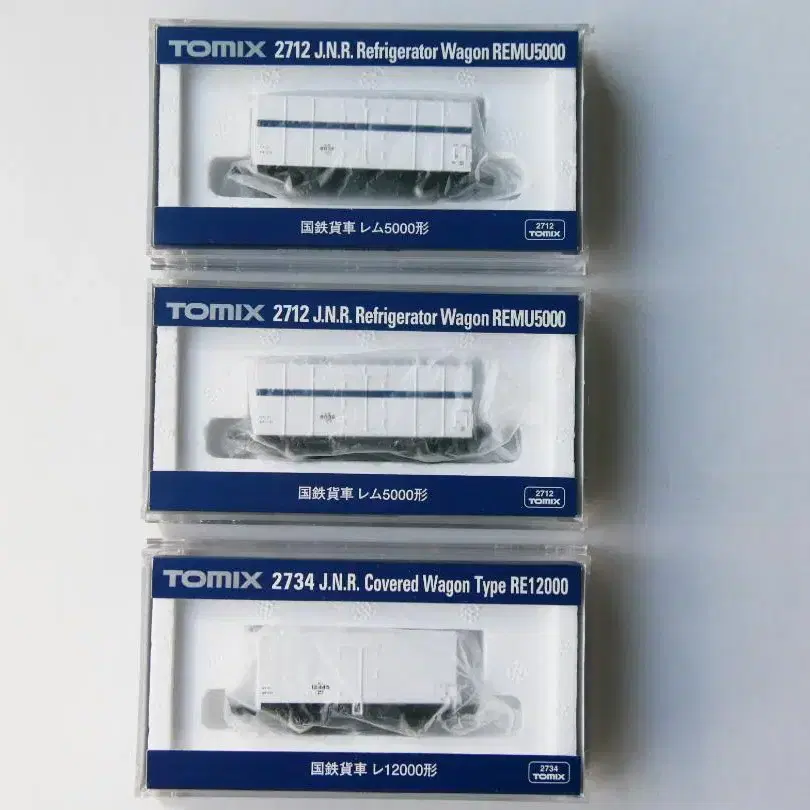 TOMIX 2712 J.N.R. Refrigerator Wagon REMU5000
国鉄貨車 レム5000形
2712
TOMIX
TOMIX 2712 J.N.R. Refrigerator Wagon REMU5000
国鉄貨車 レム5000形
2712
TOMIX
TOMIX 2734 J.N.R. Covered Wagon Type RE12000
国鉄貨車 レ12000形
2734
TOMIX